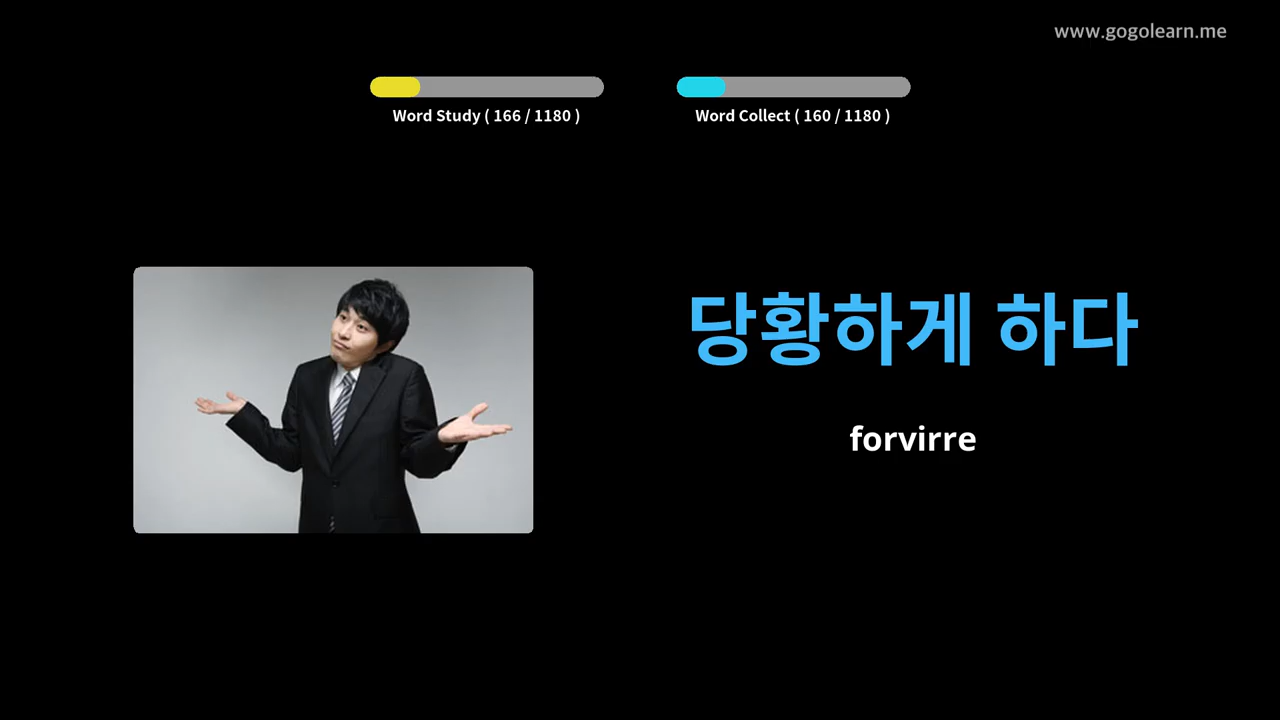 www.gogolearn.me
Word Study ( 166 / 1180 )
Word Collect ( 160 / 1180 )
당황하게 하다
forvirre